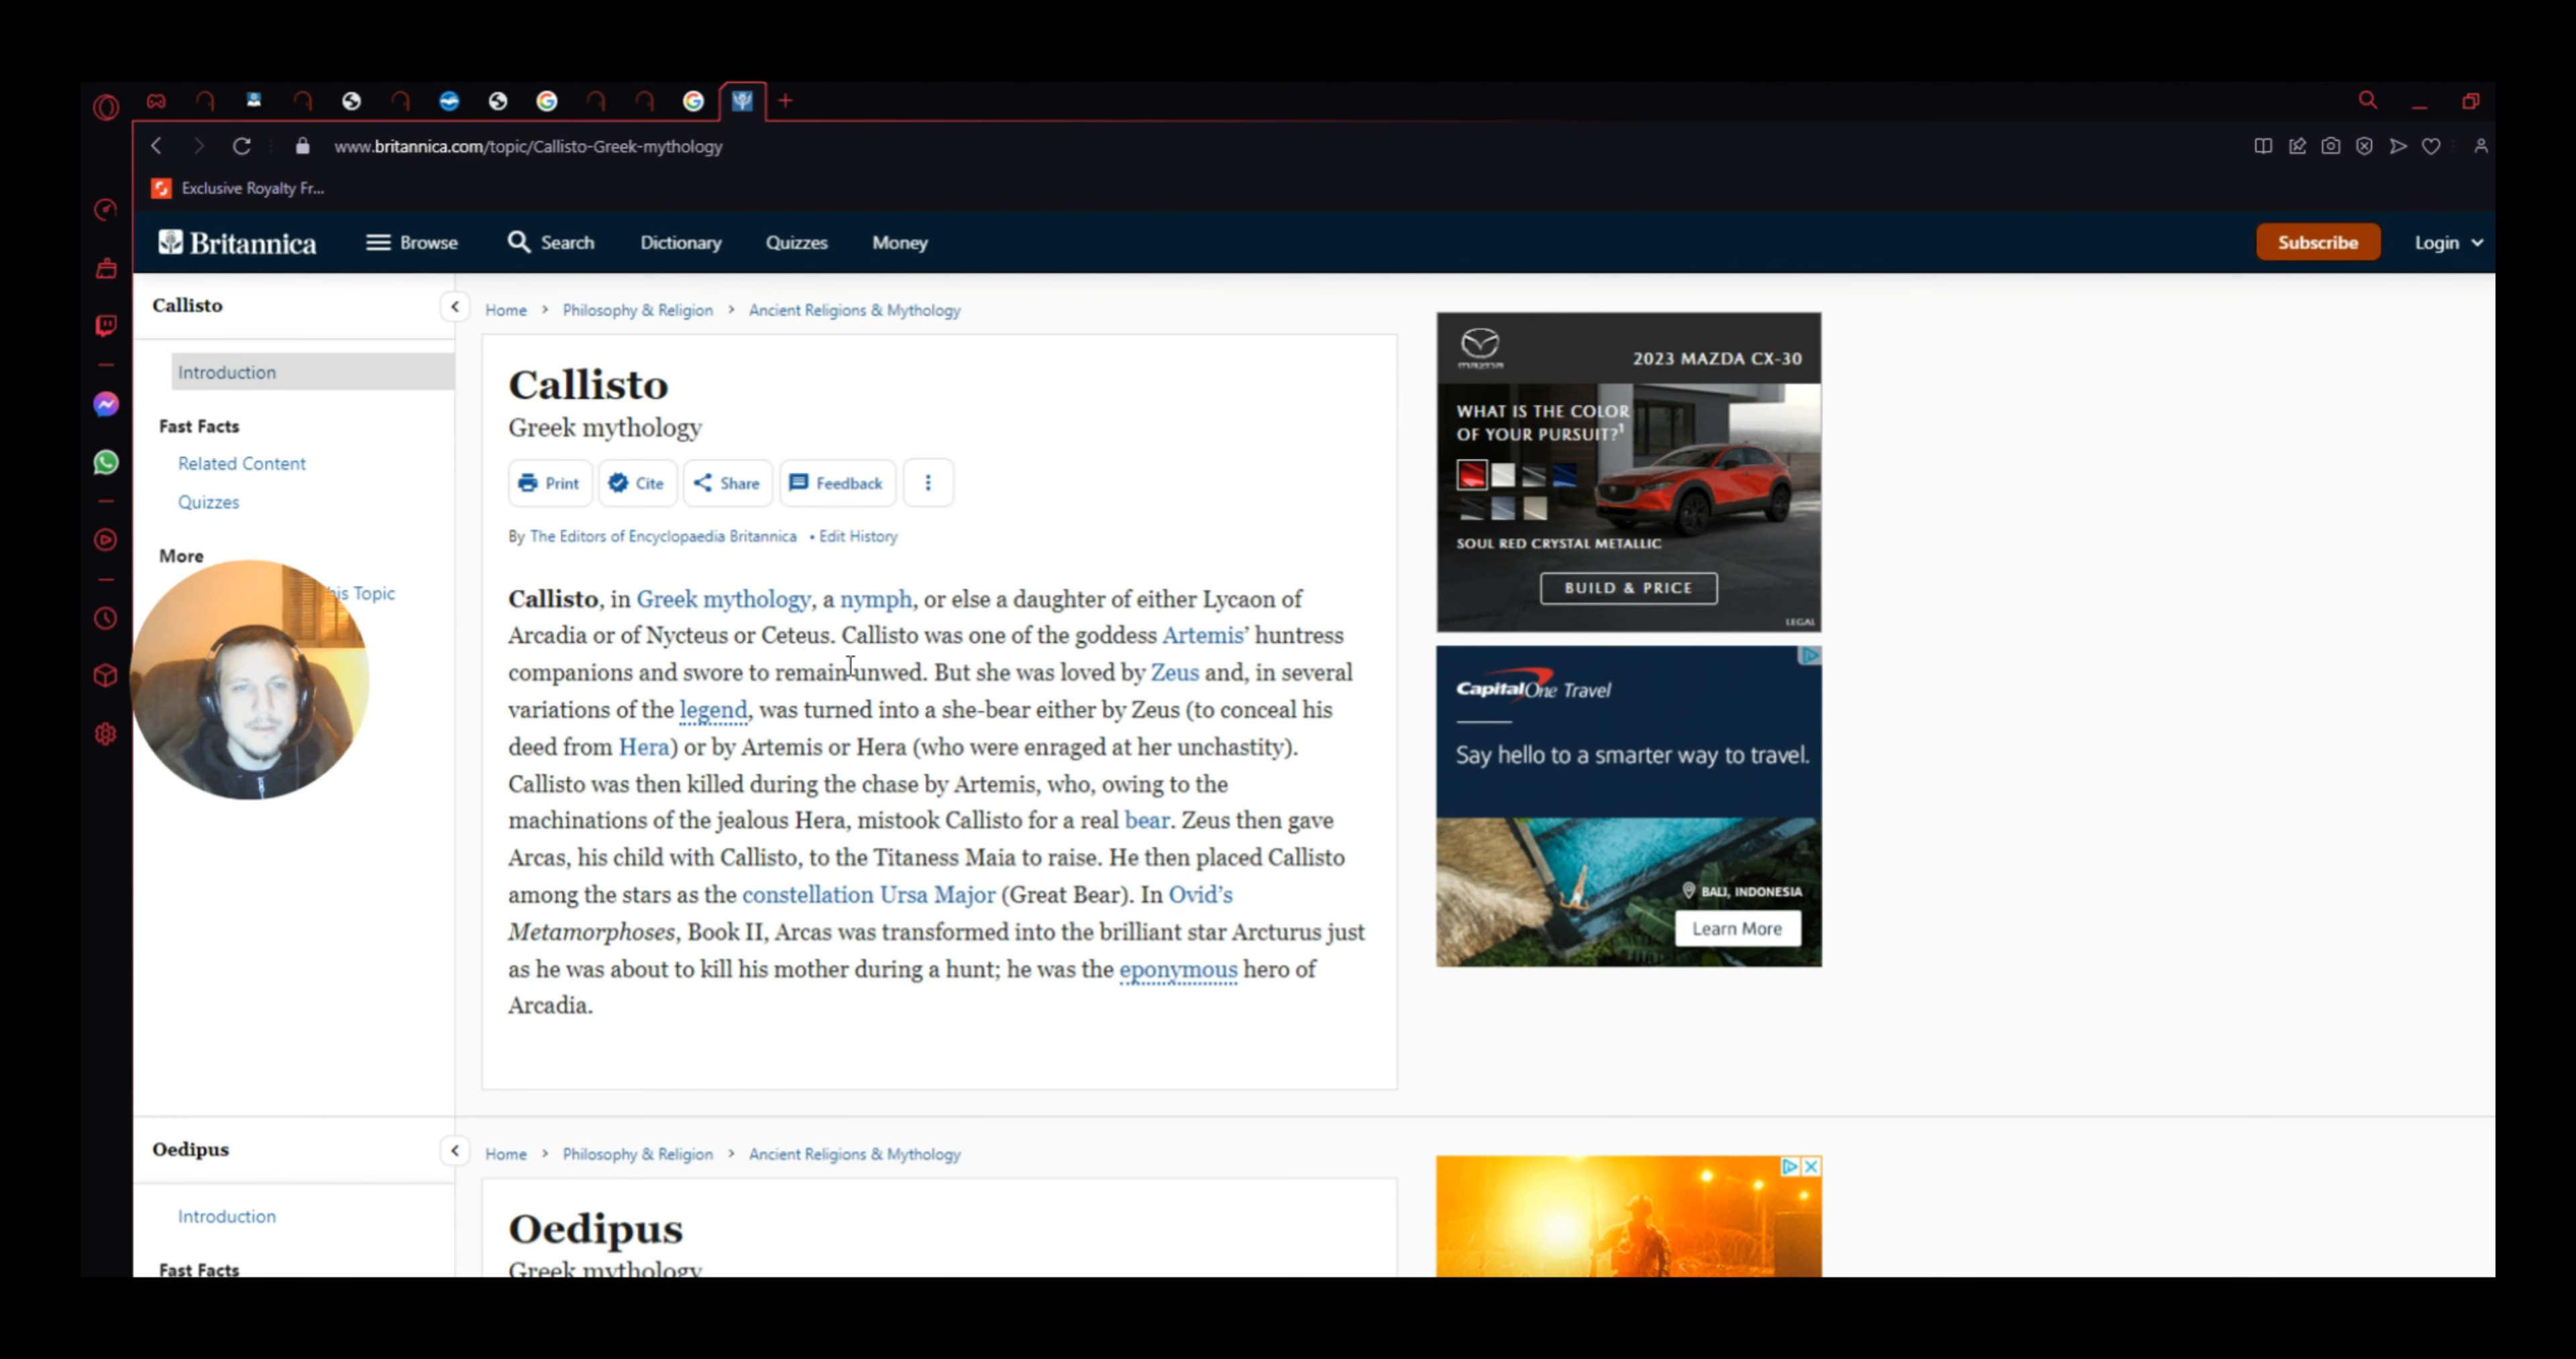 www.britannica.com/topic/Callisto-Greek-mythology
Exclusive Royalty Fr...
Britannica
Browse
Search
Dictionary
Quizzes
Money
Subscribe
Login
Callisto
Introduction
Fast Facts
Related Content
Quizzes
More
his Topic
Home > Philosophy & Religion > Ancient Religions & Mythology
Callisto
Greek mythology
Print
Cite
Share
Feedback
By The Editors of Encyclopaedia Britannica • Edit History
Callisto, in Greek mythology, a nymph, or else a daughter of either Lycaon of
Arcadia or of Nycteus or Ceteus. Callisto was one of the goddess Artemis’ huntress
companions and swore to remain unwed. But she was loved by Zeus and, in several
variations of the legend, was turned into a she-bear either by Zeus (to conceal his
deed from Hera) or by Artemis or Hera (who were enraged at her unchastity).
Callisto was then killed during the chase by Artemis, who, owing to the
machinations of the jealous Hera, mistook Callisto for a real bear. Zeus then gave
Arcas, his child with Callisto, to the Titaness Maia to raise. He then placed Callisto
among the stars as the constellation Ursa Major (Great Bear). In Ovid’s
Metamorphoses, Book II, Arcas was transformed into the brilliant star Arcturus just
as he was about to kill his mother during a hunt; he was the eponymous hero of
Arcadia.
mazda
2023 MAZDA CX-30
WHAT IS THE COLOR
OF YOUR PURSUIT?¹
SOUL RED CRYSTAL METALLIC
BUILD & PRICE
LEGAL
CapitalOne Travel
Say hello to a smarter way to travel.
BALI, INDONESIA
Learn More
Oedipus
Introduction
Fast Facts
Home > Philosophy & Religion > Ancient Religions & Mythology
Oedipus
Greek mythology